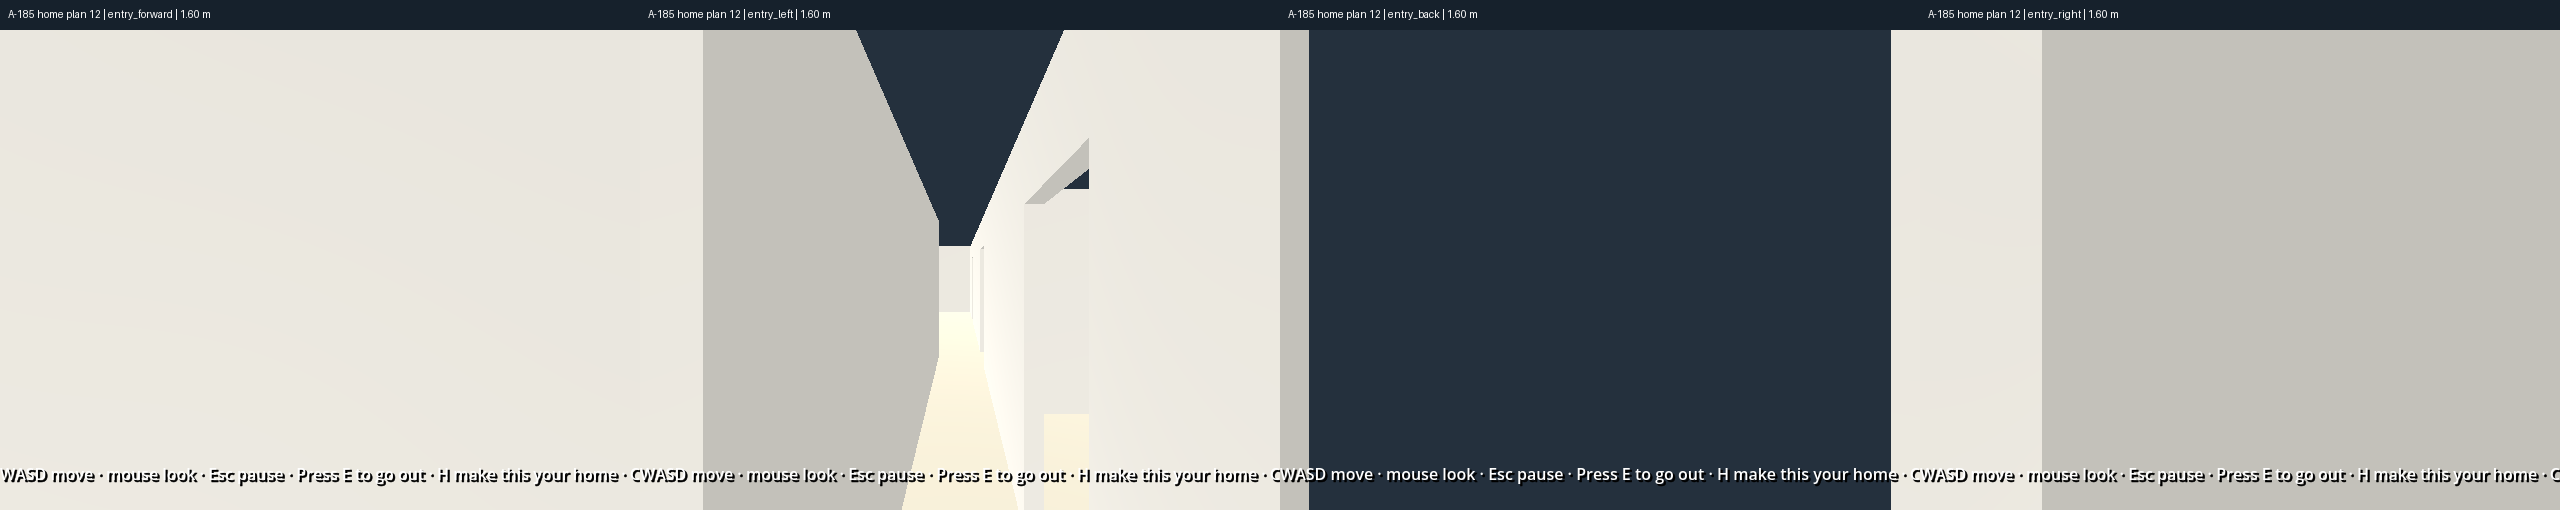 A-185 home plan 12 | entry_forward | 1.60 m
A-185 home plan 12 | entry_left | 1.60 m
A-185 home plan 12 | entry_back | 1.60 m
A-185 home plan 12 | entry_right | 1.60 m
WASD move · mouse look · Esc pause · Press E to go out · H make this your home · C
WASD move · mouse look · Esc pause · Press E to go out · H make this your home · C
WASD move · mouse look · Esc pause · Press E to go out · H make this your home · C
WASD move · mouse look · Esc pause · Press E to go out · H make this your home · C